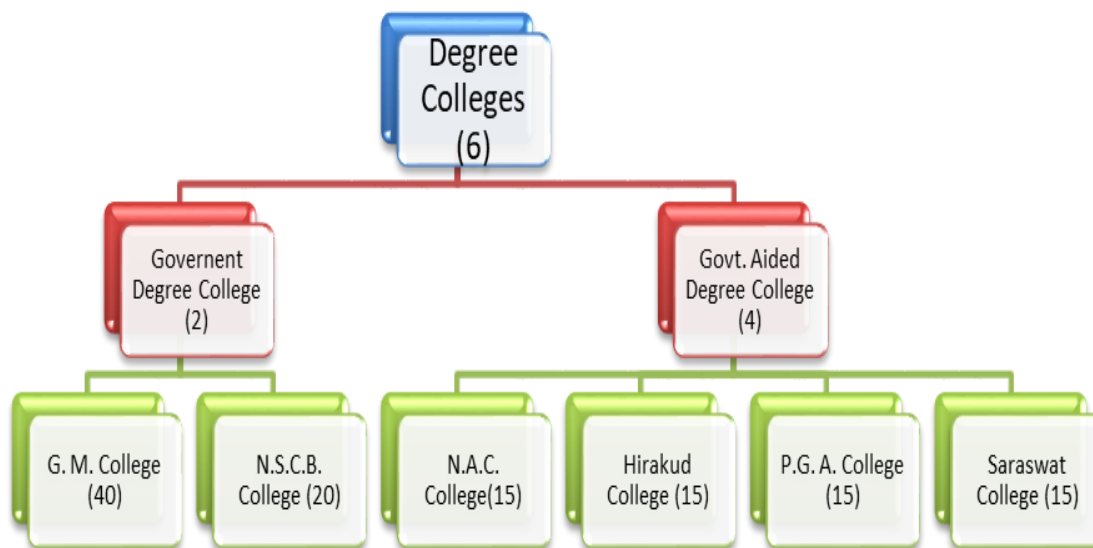 Degree
Colleges
(6)
Governent
Degree College
(2)
Govt. Aided
Degree College
(4)
G. M. College
(40)
N.S.C.B.
College (20)
N.A.C.
College(15)
Hirakud
College (15)
P.G. A. College
(15)
Saraswat
College (15)